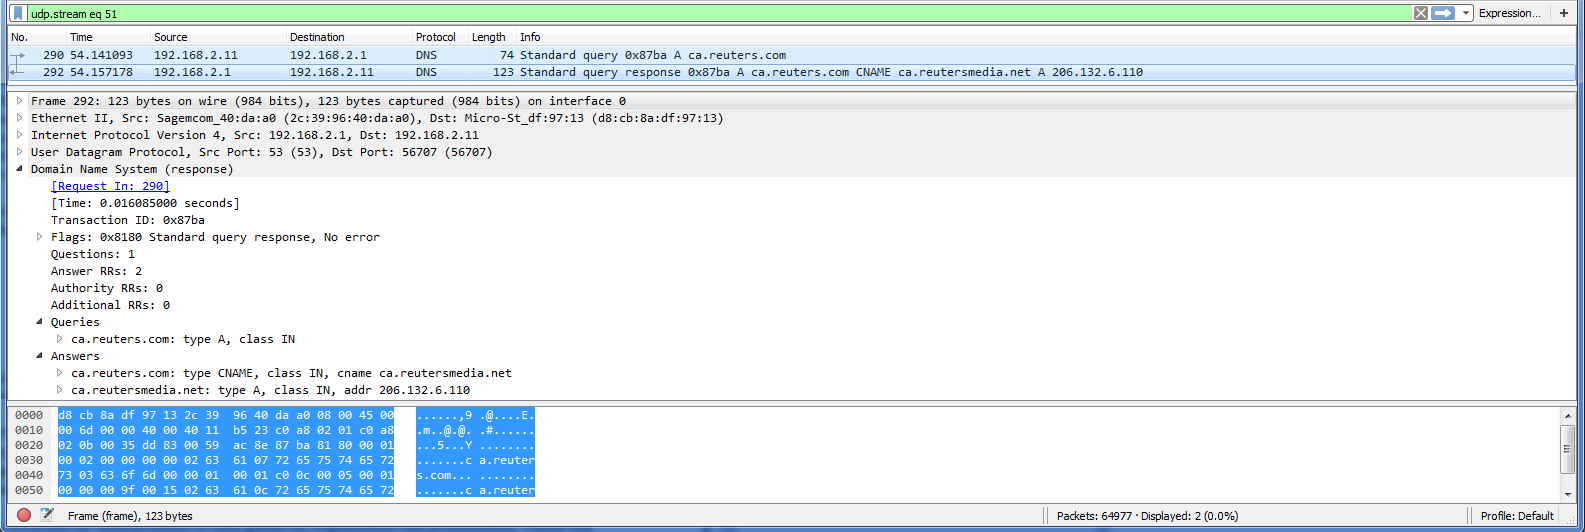 udp.stream eq 51 Expression... +
No. Time Source Destination Protocol Length Info
290 54.141093 192.168.2.11 192.168.2.1 DNS 74 Standard query 0x87ba A ca.reuters.com
292 54.157178 192.168.2.1 192.168.2.11 DNS 123 Standard query response 0x87ba A ca.reuters.com CNAME ca.reutersmedia.net A 206.132.6.110
Frame 292: 123 bytes on wire (984 bits), 123 bytes captured (984 bits) on interface 0
Ethernet II, Src: Sagemcom_40:da:a0 (2c:39:96:40:da:a0), Dst: Micro-St_df:97:13 (d8:cb:8a:df:97:13)
Internet Protocol Version 4, Src: 192.168.2.1, Dst: 192.168.2.11
User Datagram Protocol, Src Port: 53 (53), Dst Port: 56707 (56707)
Domain Name System (response)
[Request In: 290]
[Time: 0.016085000 seconds]
Transaction ID: 0x87ba
Flags: 0x8180 Standard query response, No error
Questions: 1
Answer RRs: 2
Authority RRs: 0
Additional RRs: 0
Queries
ca.reuters.com: type A, class IN
Answers
ca.reuters.com: type CNAME, class IN, cname ca.reutersmedia.net
ca.reutersmedia.net: type A, class IN, addr 206.132.6.110
0000 d8 cb 8a df 97 13 2c 39 96 40 da a0 08 00 45 00 ......,9 .@....E.
0010 00 6d 00 00 40 00 40 11 b5 23 c0 a8 02 01 c0 a8 .m..@.@. .#......
0020 02 0b 00 35 dd 83 00 59 ac 8e 87 ba 81 80 00 01 ...5...Y ........
0030 00 02 00 00 00 00 02 63 61 07 72 65 75 74 65 72 .......c a.reuter
0040 73 03 63 6f 6d 00 00 01 00 01 c0 0c 00 05 00 01 s.com... ........
0050 00 00 00 9f 00 15 02 63 61 0c 72 65 75 74 65 72 .......c a.reuter
Frame (frame), 123 bytes Packets: 64977 · Displayed: 2 (0.0%) Profile: Default